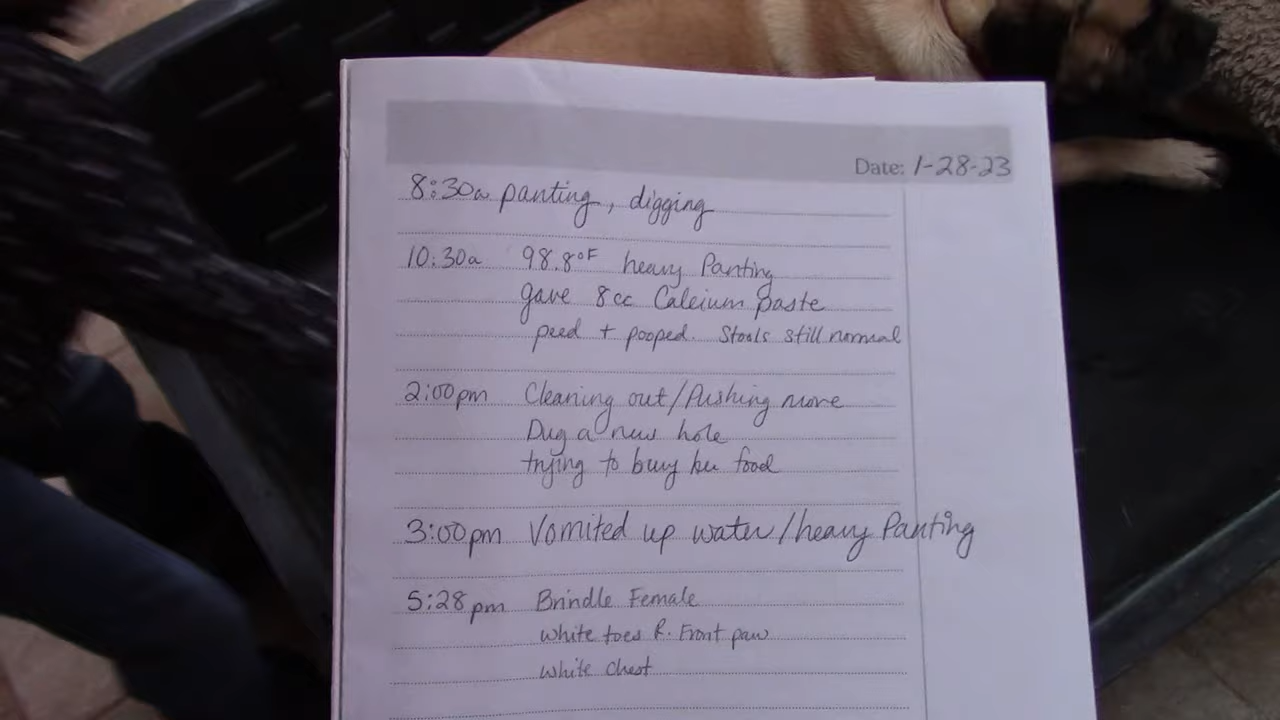 Date: 1-28-23
8:30a panting, digging
10:30a 98.8°F heavy Panting
gave 8cc Calcium paste
peed + pooped. Stools still normal
2:00pm Cleaning out/Pushing more
Dug a new hole
trying to bury her food
3:00pm Vomited up water/heavy Panting
5:28pm Brindle Female
white toes R. Front paw
white chest